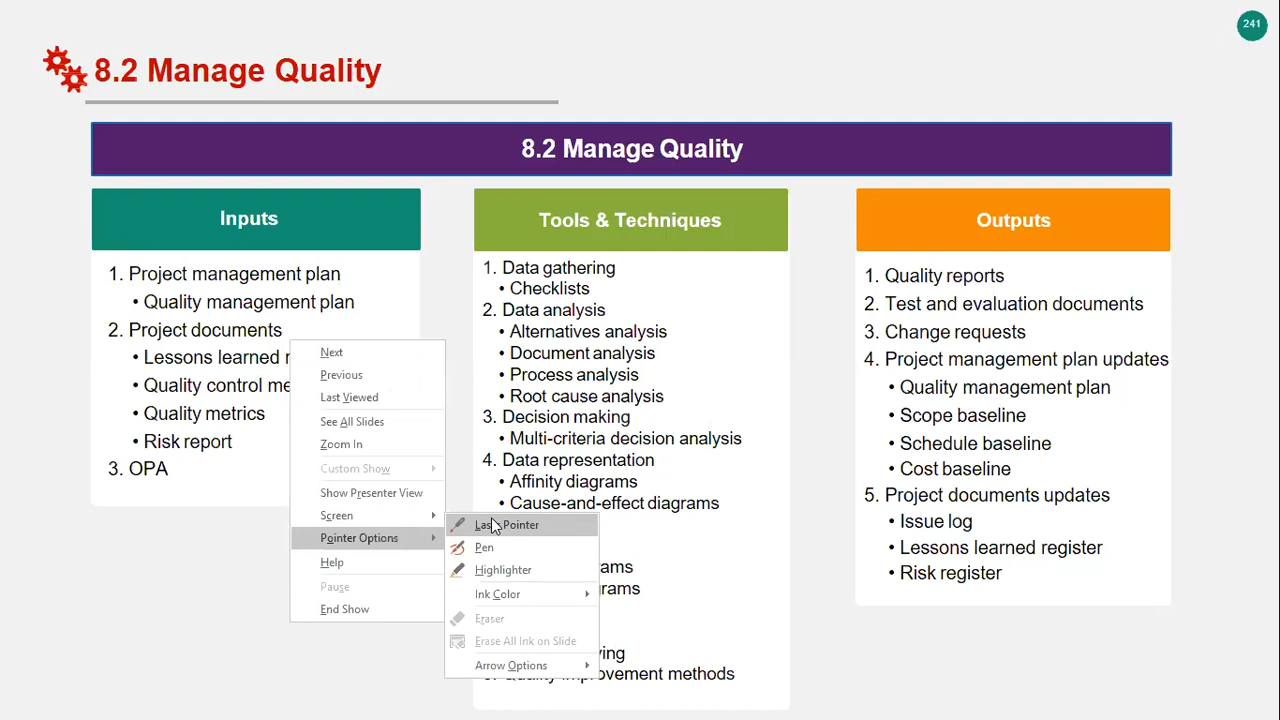 241
8.2 Manage Quality
8.2 Manage Quality
Inputs
1. Project management plan
• Quality management plan
2. Project documents
• Lessons learned
• Quality control
• Quality metrics
• Risk report
3. OPA
Tools & Techniques
1. Data gathering
• Checklists
2. Data analysis
• Alternatives analysis
• Document analysis
• Process analysis
• Root cause analysis
3. Decision making
• Multi-criteria decision analysis
4. Data representation
• Affinity diagrams
• Cause-and-effect diagrams
Quality improvement methods
Outputs
1. Quality reports
2. Test and evaluation documents
3. Change requests
4. Project management plan updates
• Quality management plan
• Scope baseline
• Schedule baseline
• Cost baseline
5. Project documents updates
• Issue log
• Lessons learned register
• Risk register
Next
Previous
Last Viewed
See All Slides
Zoom In
Custom Show
Show Presenter View
Screen
Pointer Options
Help
Pause
End Show
Laser Pointer
Pen
Highlighter
Ink Color
Eraser
Erase All Ink on Slide
Arrow Options